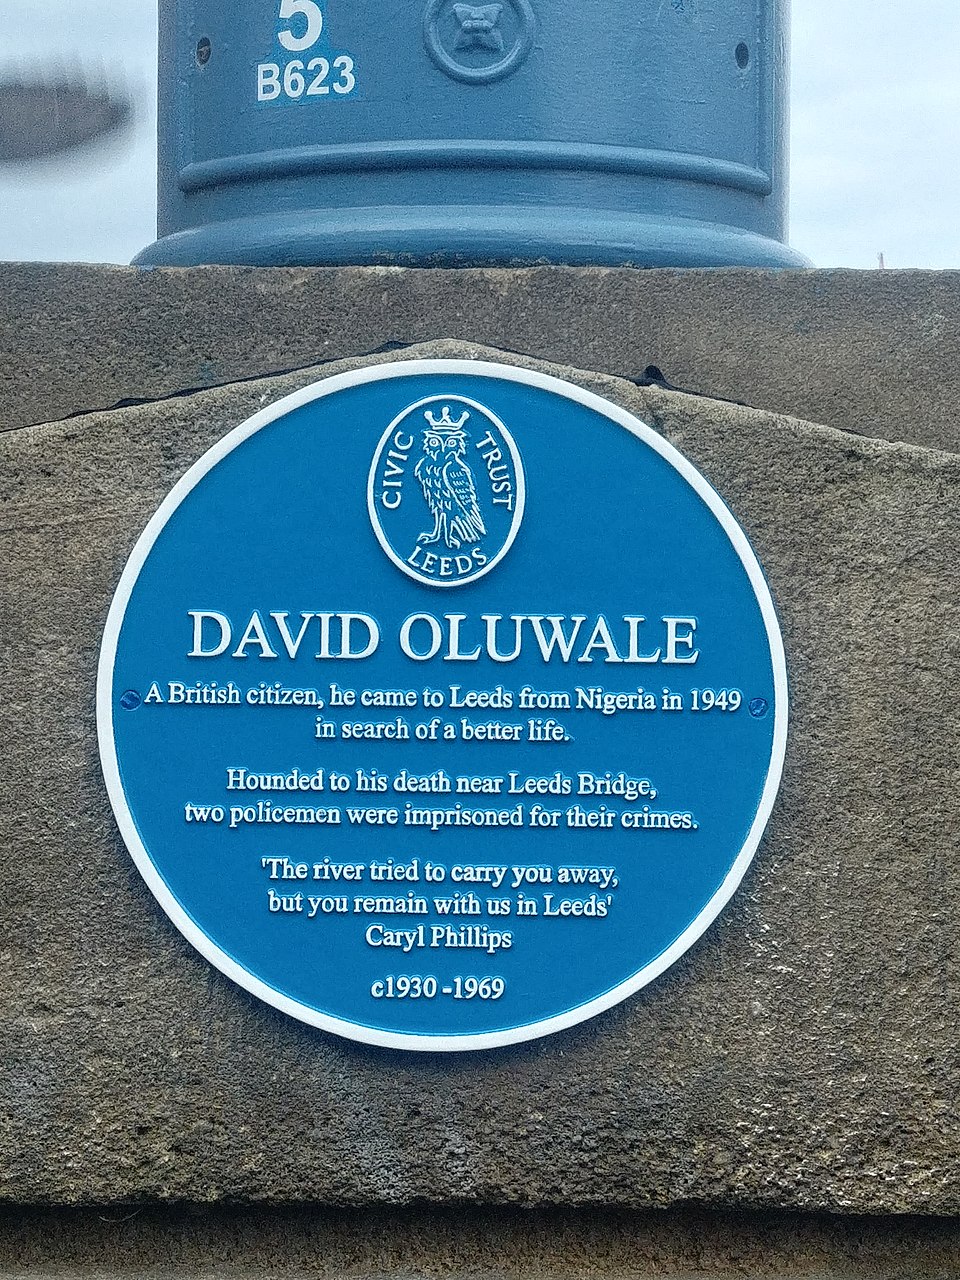 5
B623
CIVIC TRUST
LEEDS
DAVID OLUWALE
A British citizen, he came to Leeds from Nigeria in 1949
in search of a better life.
Hounded to his death near Leeds Bridge,
two policemen were imprisoned for their crimes.
'The river tried to carry you away,
but you remain with us in Leeds'
Caryl Phillips
c1930 -1969